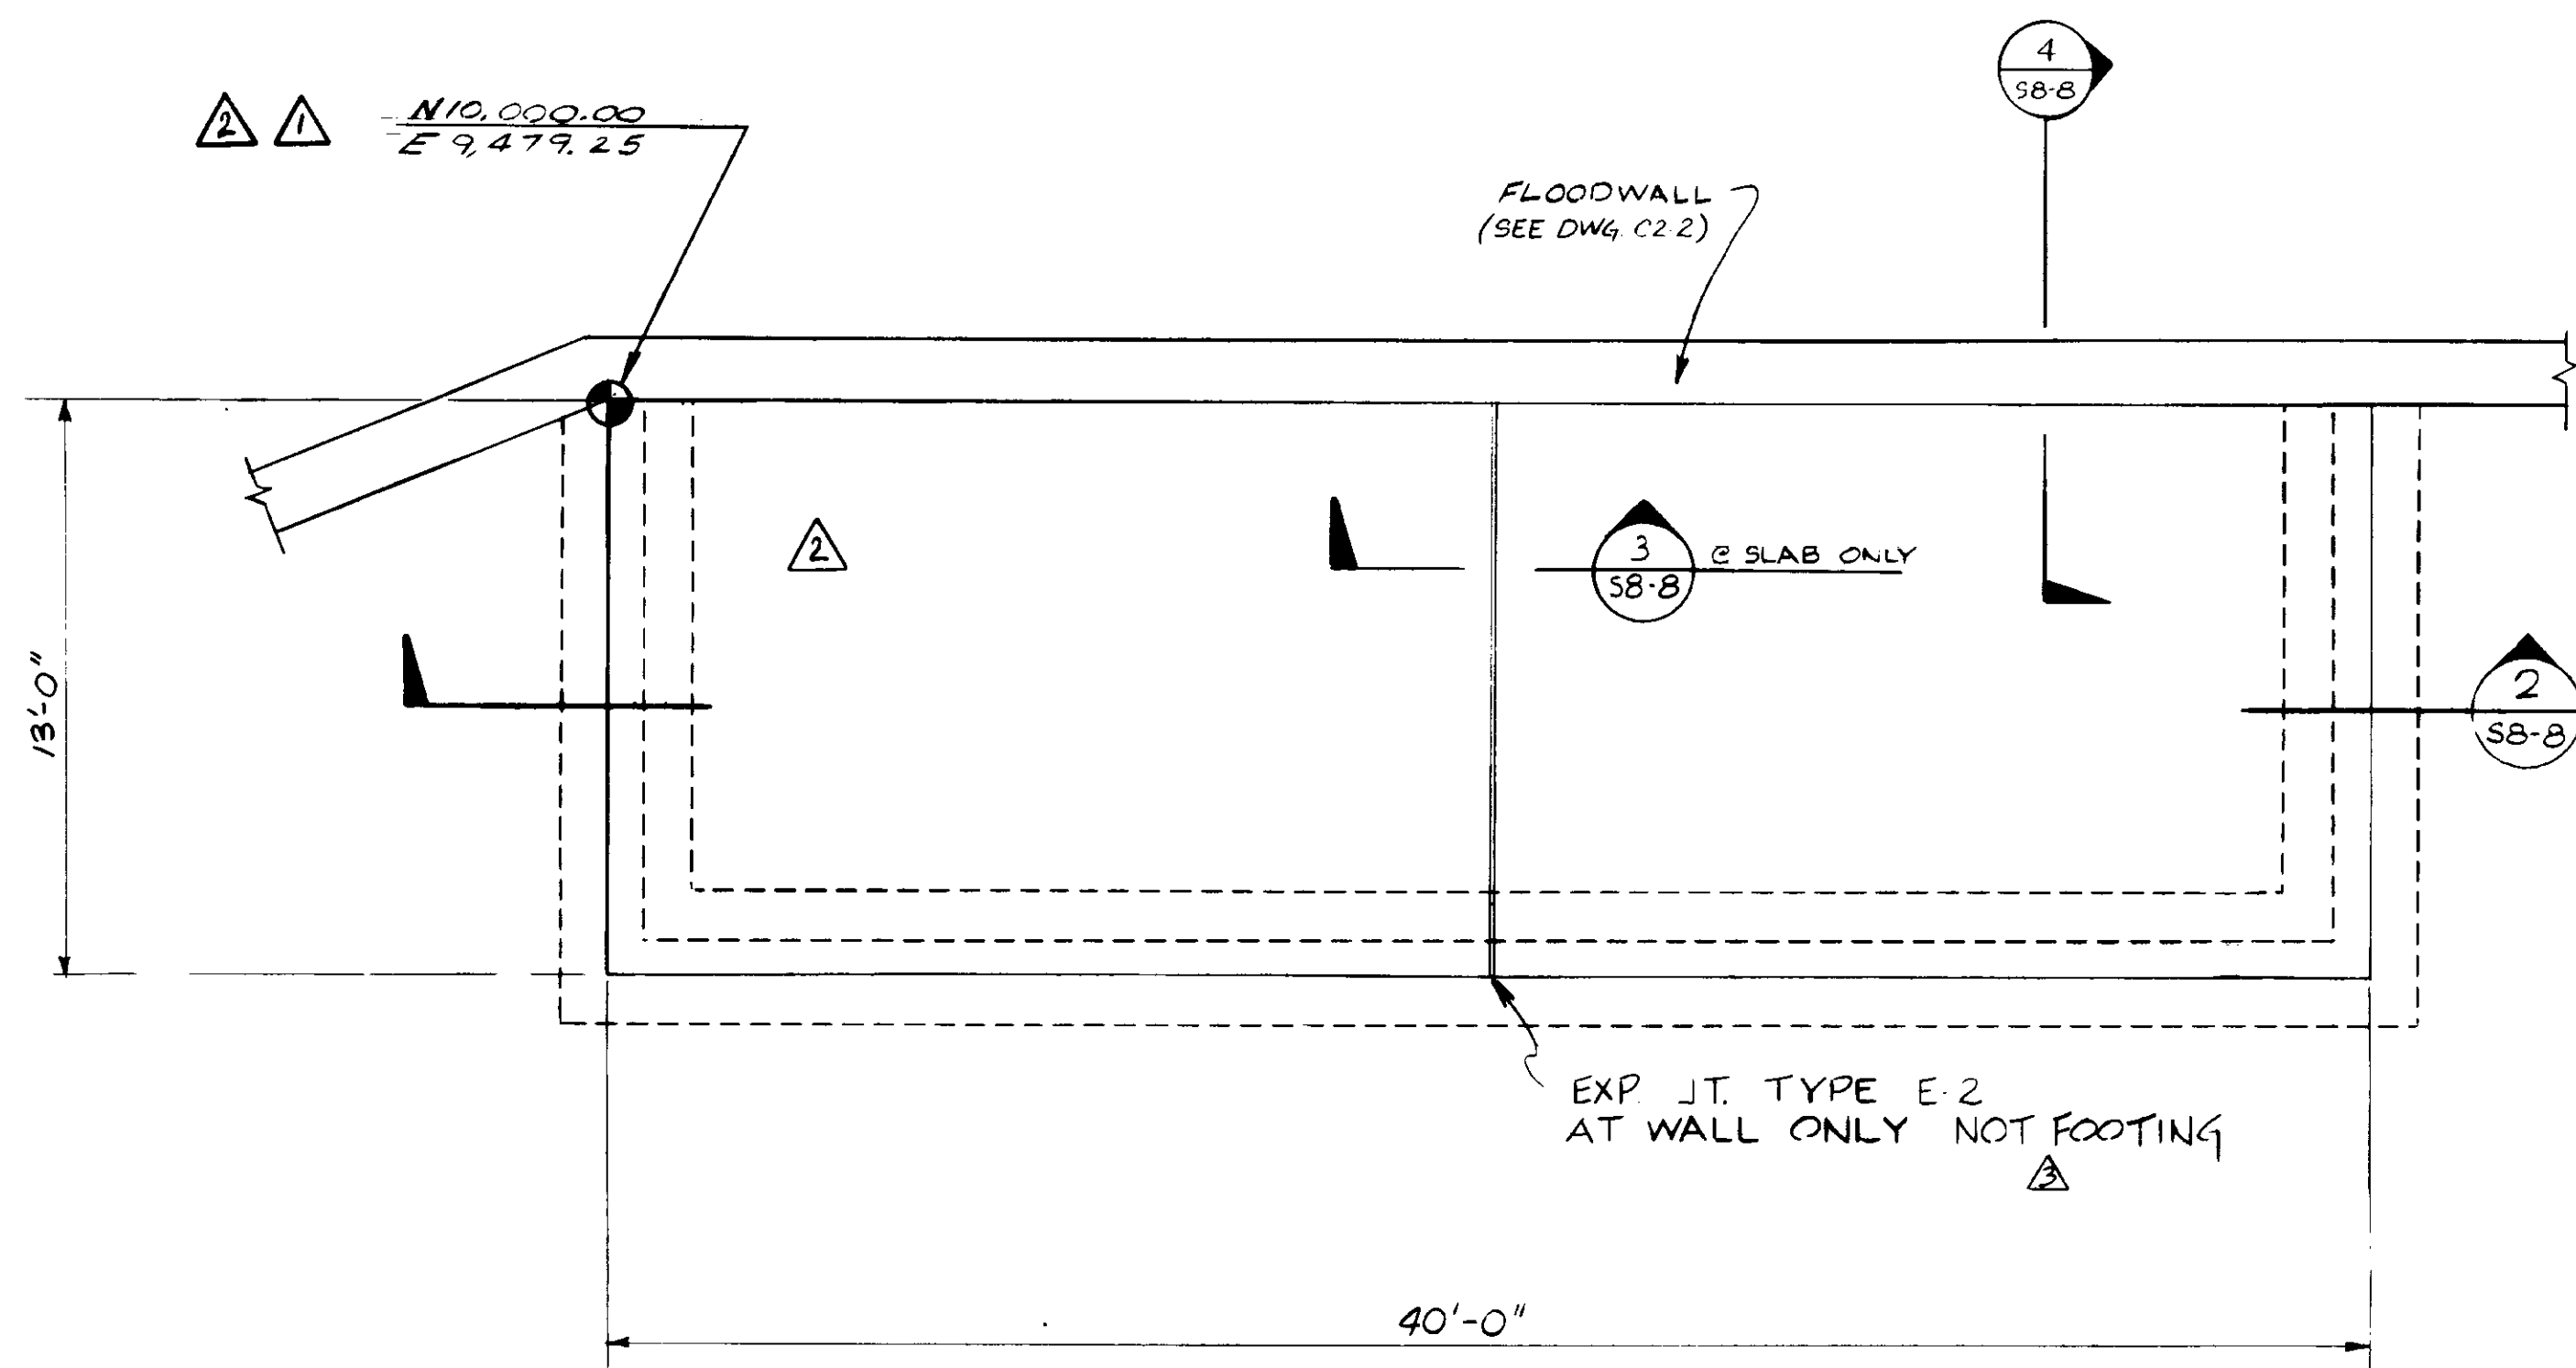 4
S8-8
2 1
N10,000.00
E 9,479.25
FLOODWALL
(SEE DWG. C2-2)
2
3
S8-8
@ SLAB ONLY
13'-0"
2
S8-8
EXP. JT. TYPE E-2
AT WALL ONLY NOT FOOTING
3
40'-0"